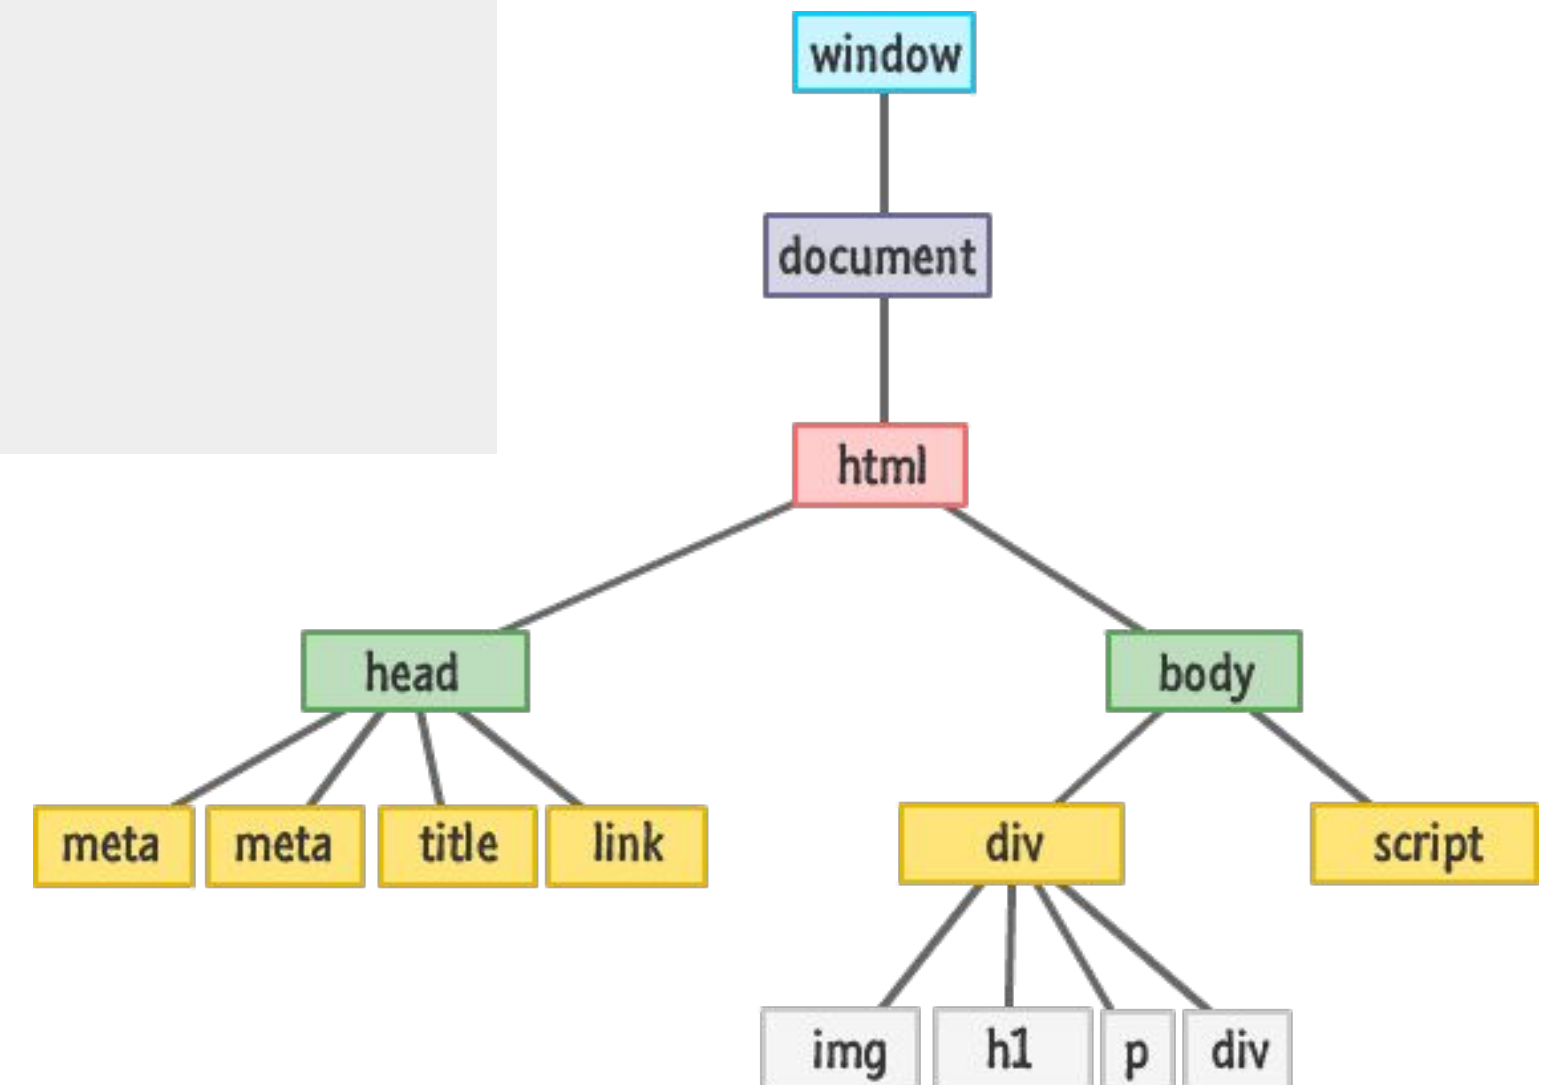 window
document
html
head
body
meta
meta
title
link
div
script
img
h1
p
div